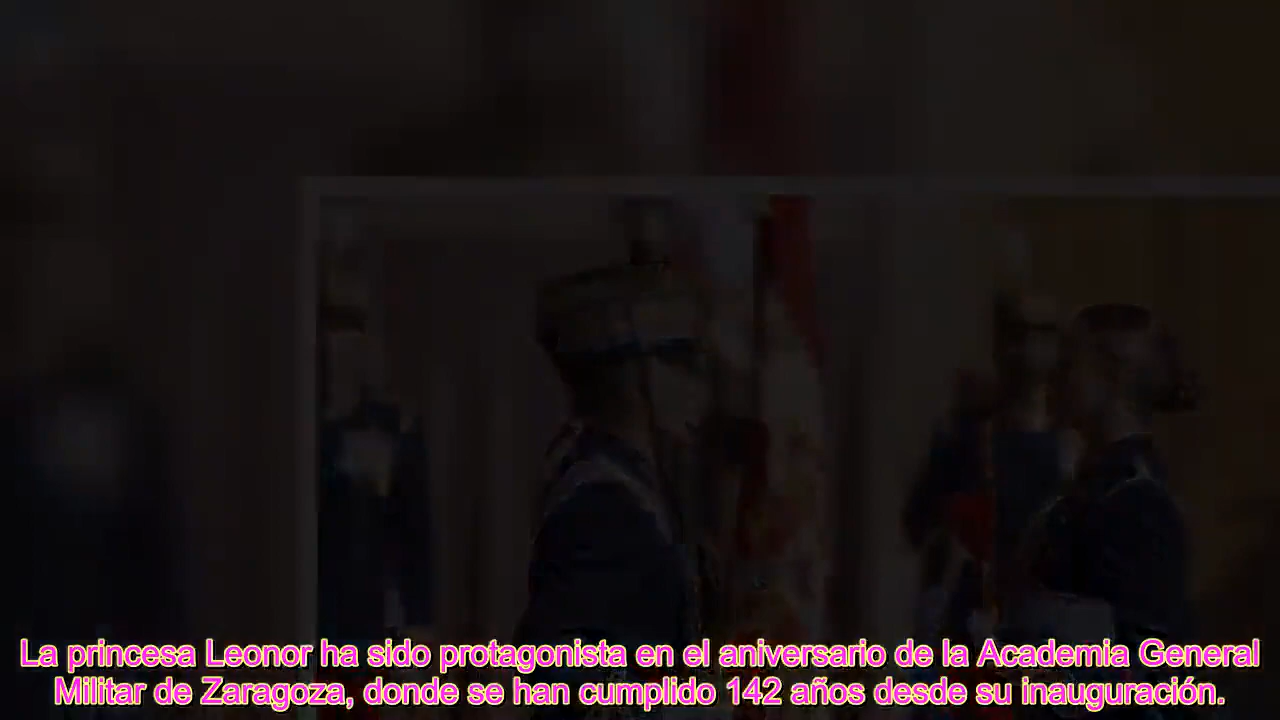 La princesa Leonor ha sido protagonista en el aniversario de la Academia General
Militar de Zaragoza, donde se han cumplido 142 años desde su inauguración.